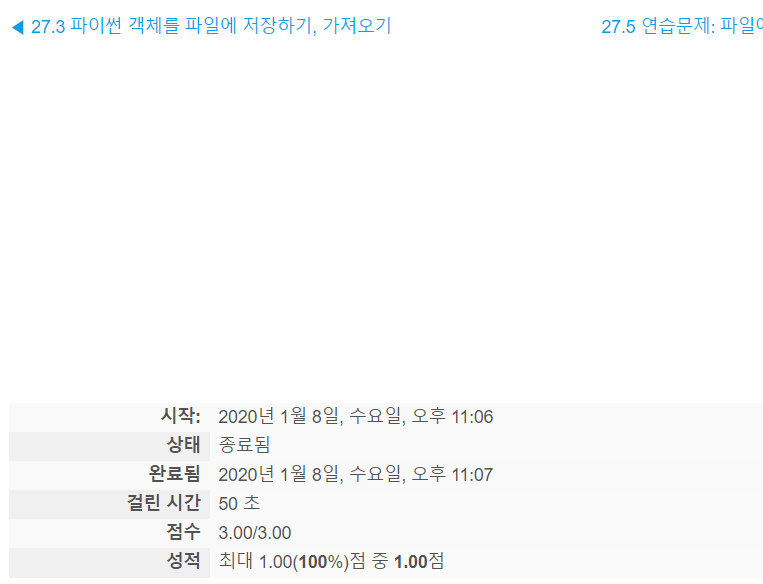 ◀ 27.3 파이썬 객체를 파일에 저장하기, 가져오기
27.5 연습문제: 파일
시작: 2020년 1월 8일, 수요일, 오후 11:06
상태 종료됨
완료됨 2020년 1월 8일, 수요일, 오후 11:07
걸린 시간 50 초
점수 3.00/3.00
성적 최대 1.00(100%)점 중 1.00점